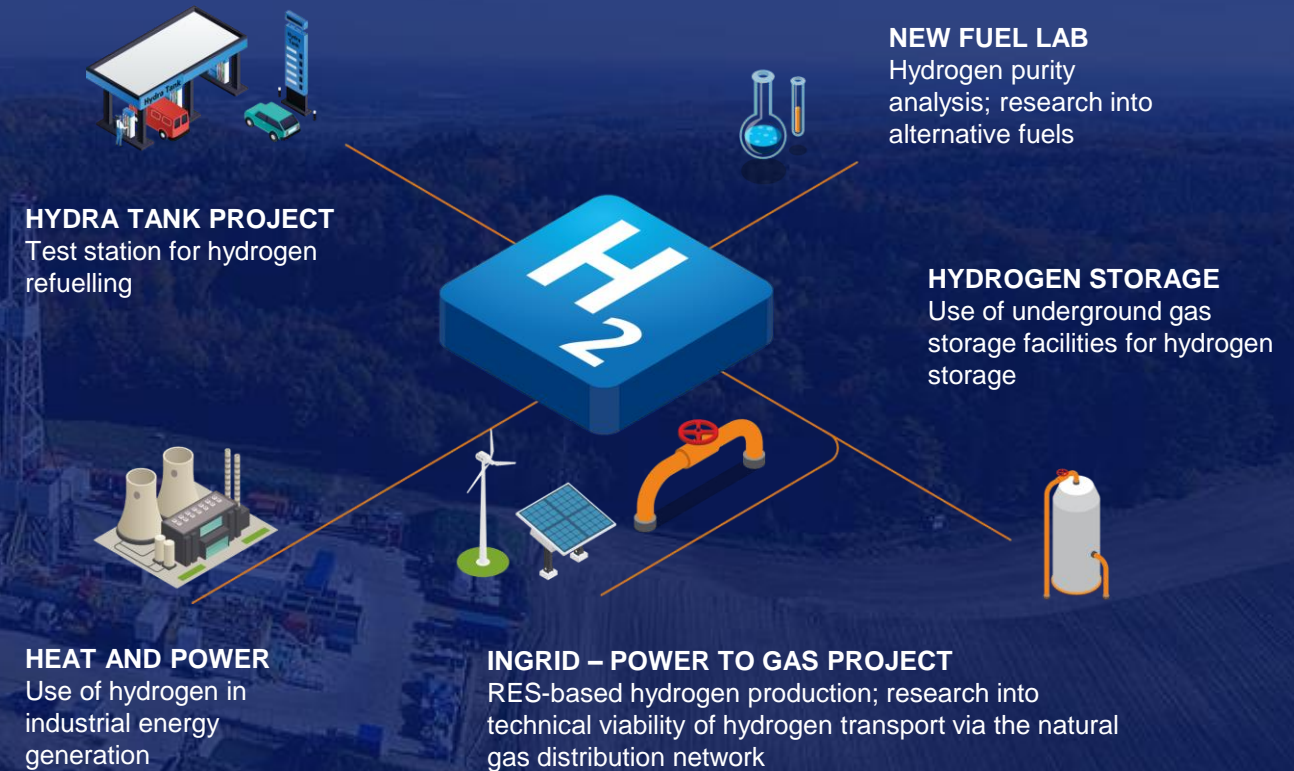 Hydra Tank
NEW FUEL LAB
Hydrogen purity
analysis; research into
alternative fuels
HYDRA TANK PROJECT
Test station for hydrogen
refuelling
H
2
HYDROGEN STORAGE
Use of underground gas
storage facilities for hydrogen
storage
HEAT AND POWER
Use of hydrogen in
industrial energy
generation
INGRID – POWER TO GAS PROJECT
RES-based hydrogen production; research into
technical viability of hydrogen transport via the natural
gas distribution network